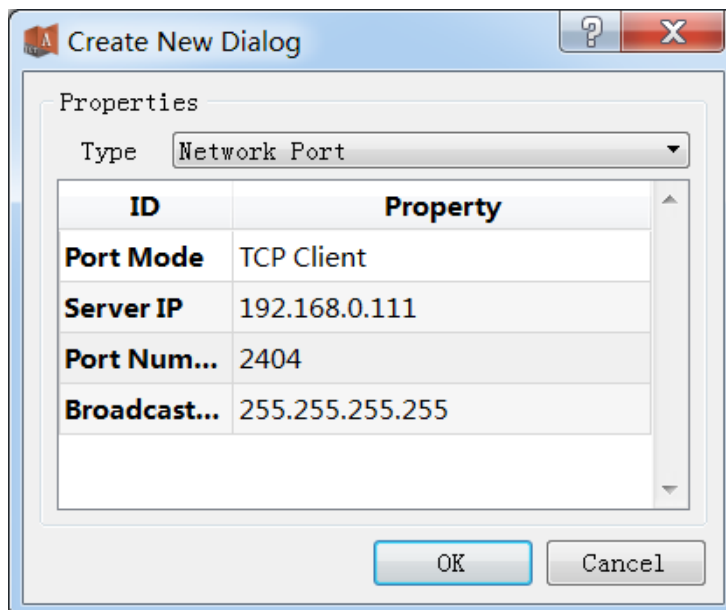 Create New Dialog
Properties
Type Network Port
ID Property
Port Mode TCP Client
Server IP 192.168.0.111
Port Num... 2404
Broadcast... 255.255.255.255
OK Cancel